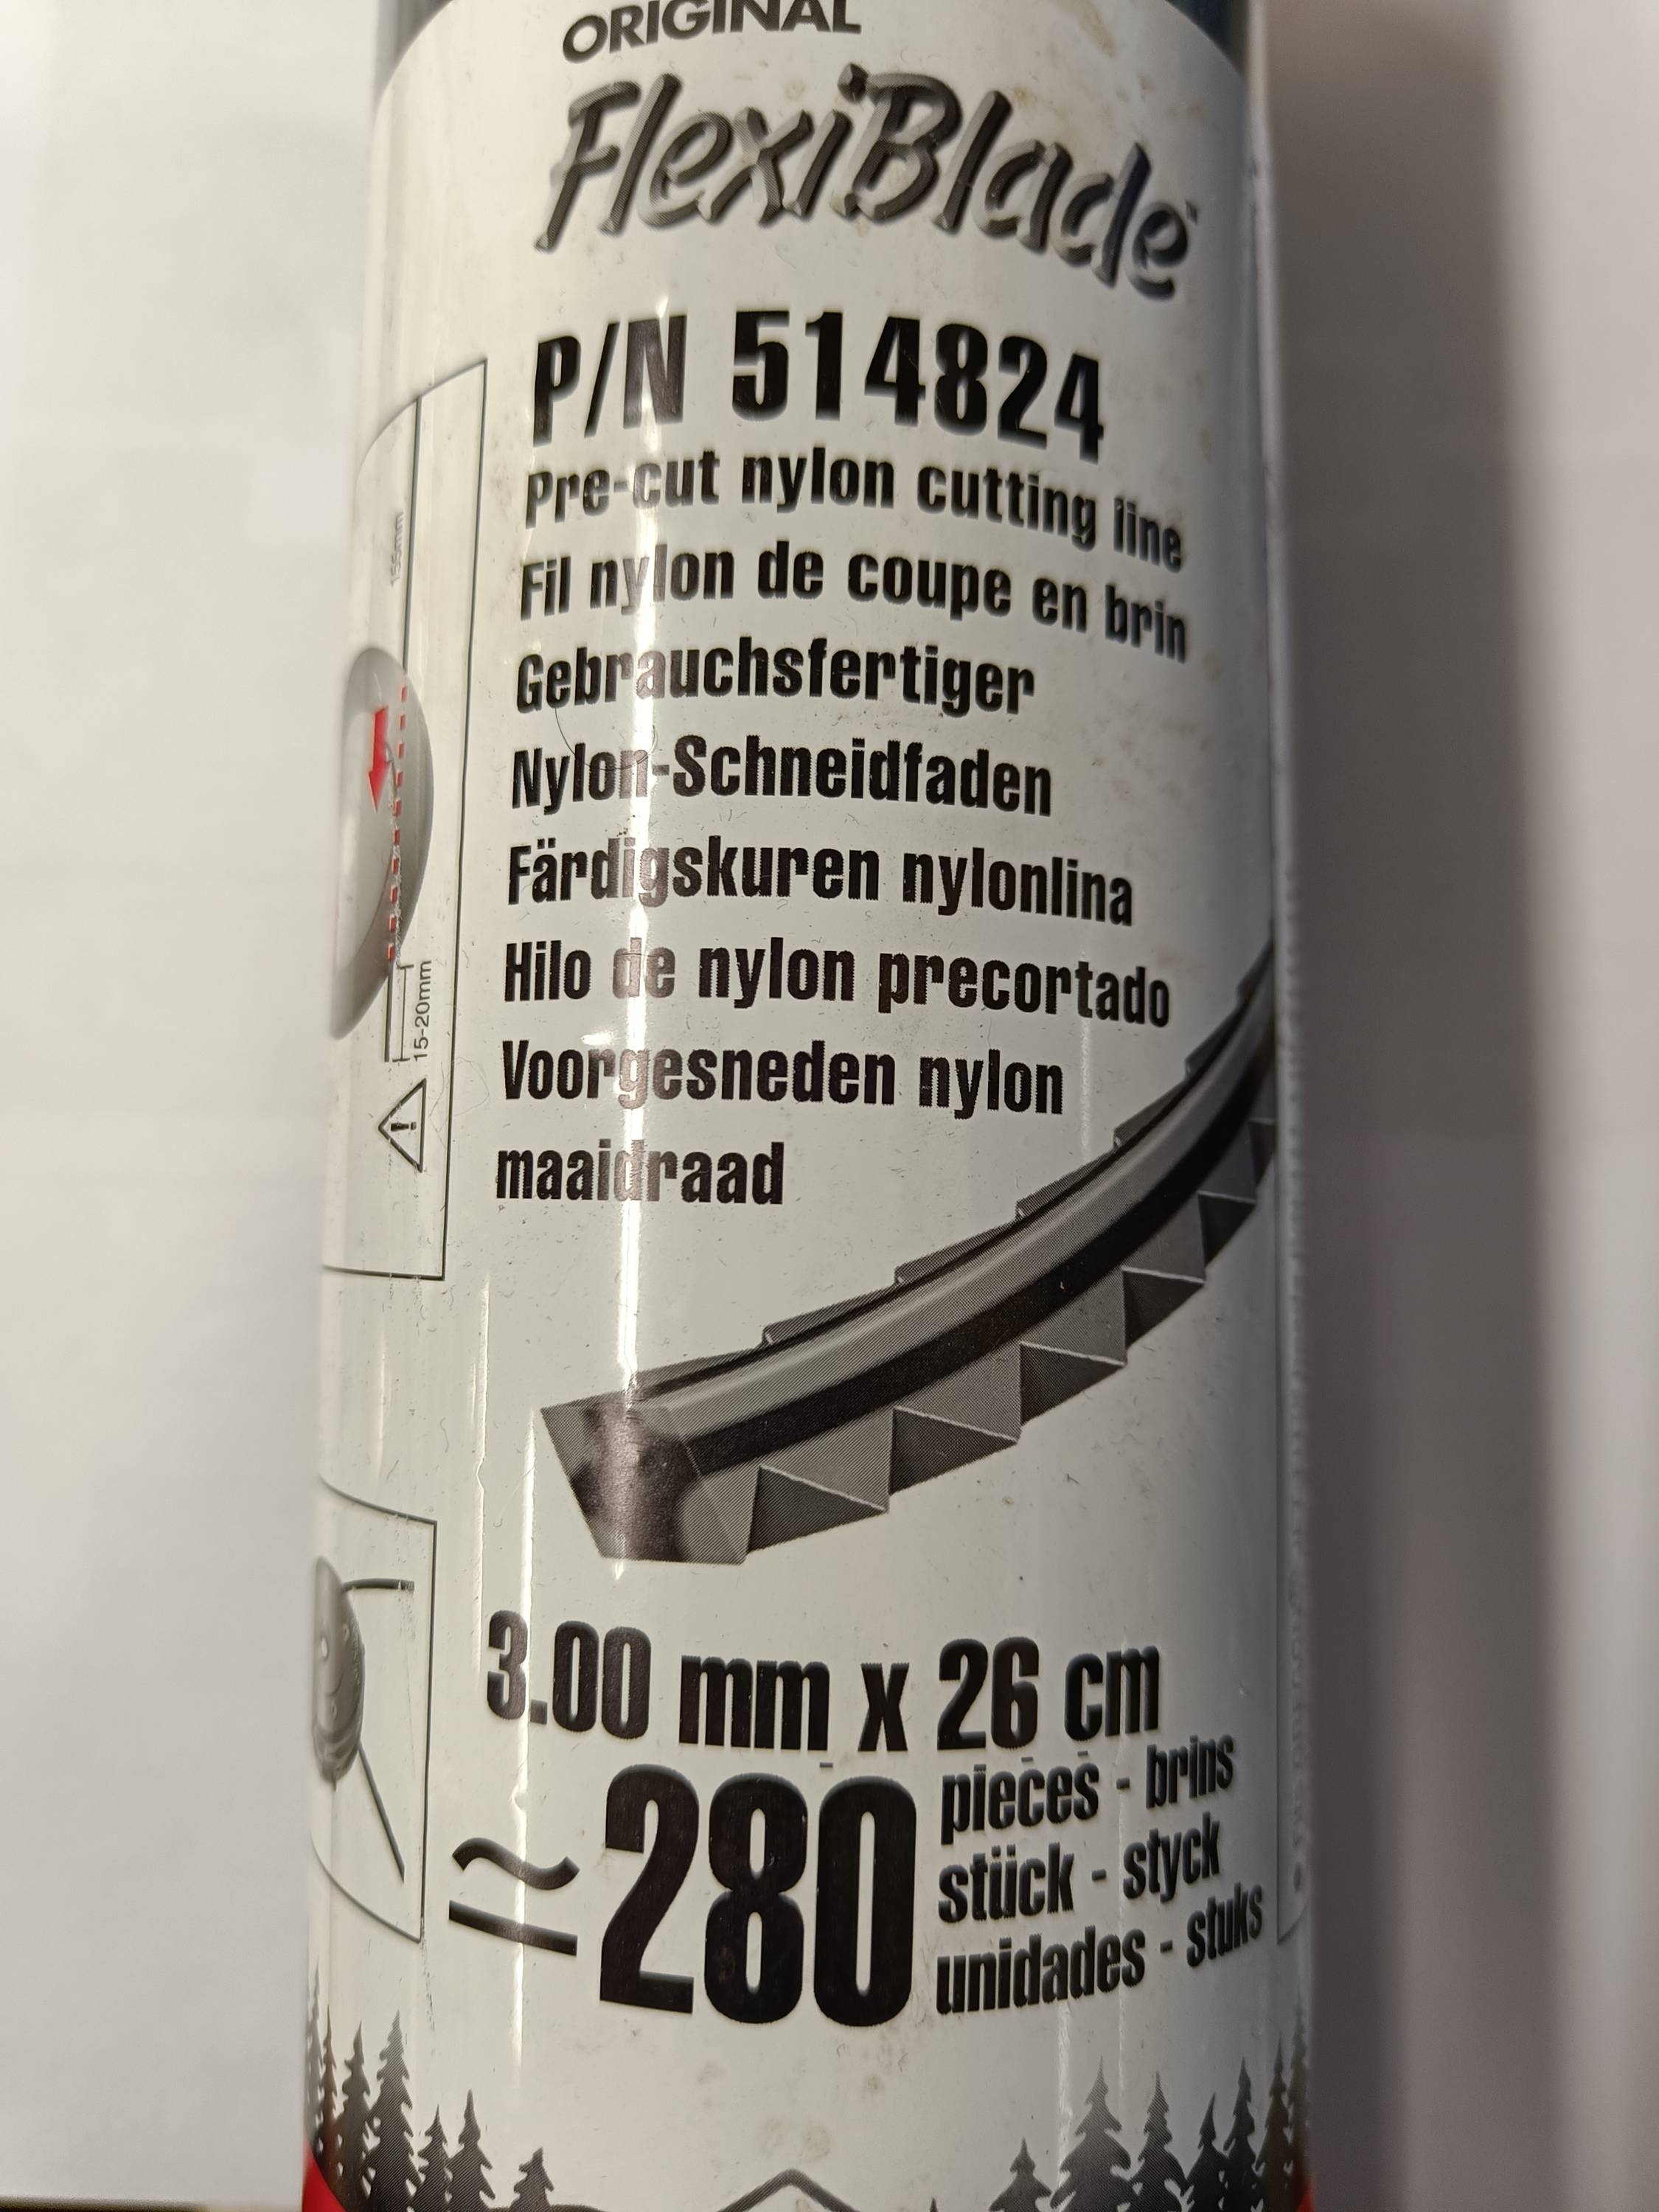 ORIGINAL
FlexiBlade
P/N 514824
Pre-cut nylon cutting line
Fil nylon de coupe en brin
Gebrauchsfertiger
Nylon-Schneidfaden
Färdigskuren nylonlina
Hilo de nylon precortado
Voorgesneden nylon
maaidraad
15-20mm
3.00 mm x 26 cm
≃280
pieces - brins
stück - styck
unidades - stuks